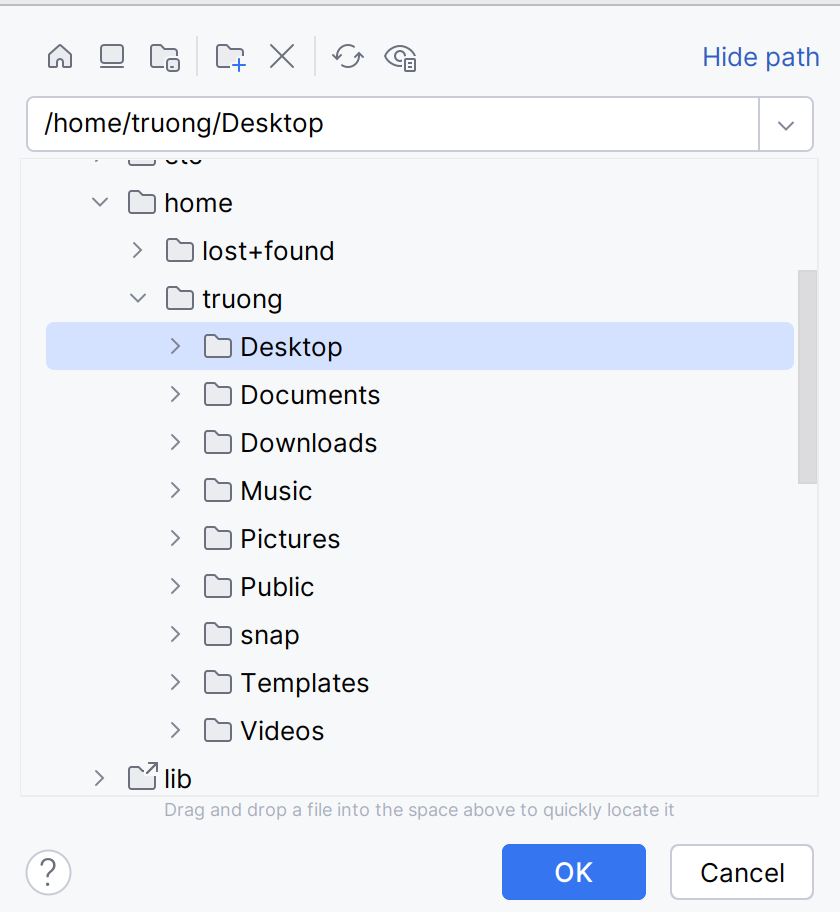 Hide path
/home/truong/Desktop
etc
home
lost+found
truong
Desktop
Documents
Downloads
Music
Pictures
Public
snap
Templates
Videos
lib
Drag and drop a file into the space above to quickly locate it
?
OK
Cancel